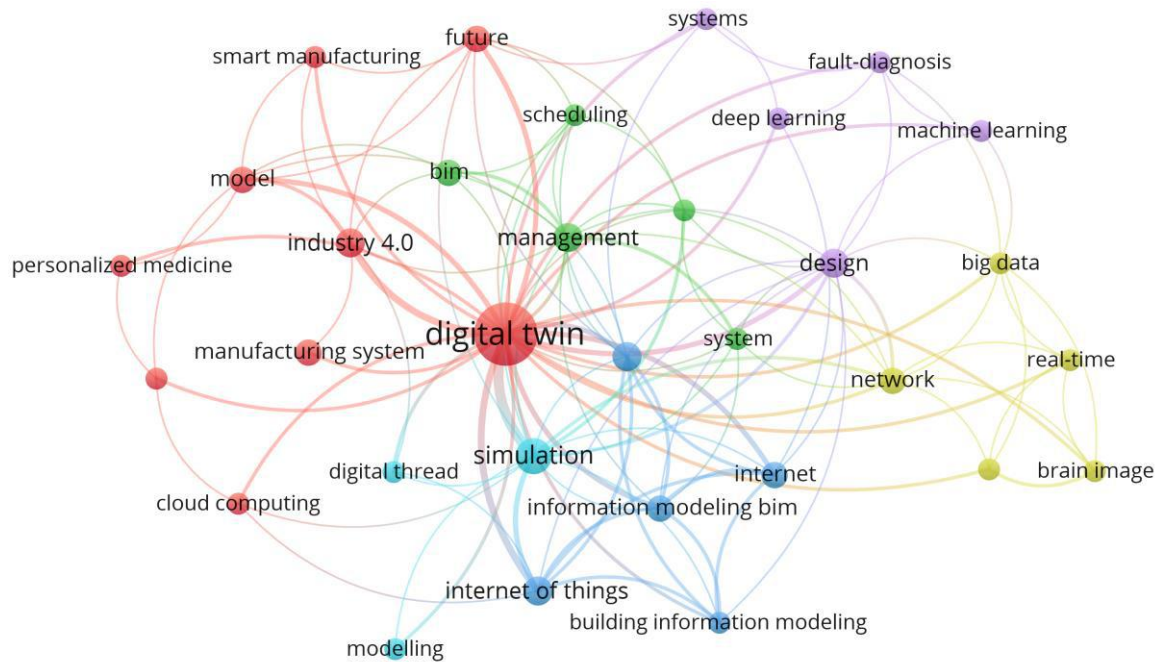 systems
future
smart manufacturing
fault-diagnosis
scheduling
deep learning
machine learning
bim
model
management
industry 4.0
personalized medicine
design
big data
digital twin
system
manufacturing system
real-time
network
simulation
digital thread
internet
brain image
cloud computing
information modeling bim
internet of things
building information modeling
modelling